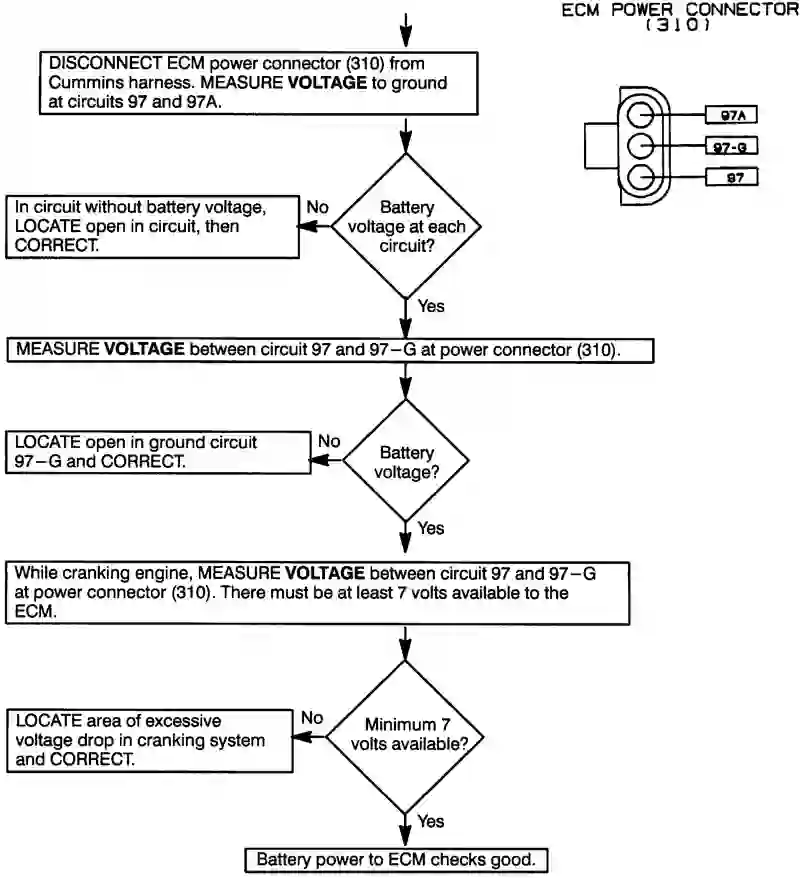 ECM POWER CONNECTOR
(310)
DISCONNECT ECM power connector (310) from
Cummins harness. MEASURE VOLTAGE to ground
at circuits 97 and 97A.
97A
97-G
97
Battery
voltage at each
circuit?
No
In circuit without battery voltage,
LOCATE open in circuit, then
CORRECT.
Yes
MEASURE VOLTAGE between circuit 97 and 97-G at power connector (310).
Battery
voltage?
No
LOCATE open in ground circuit
97-G and CORRECT.
Yes
While cranking engine, MEASURE VOLTAGE between circuit 97 and 97-G
at power connector (310). There must be at least 7 volts available to the
ECM.
Minimum 7
volts available?
No
LOCATE area of excessive
voltage drop in cranking system
and CORRECT.
Yes
Battery power to ECM checks good.